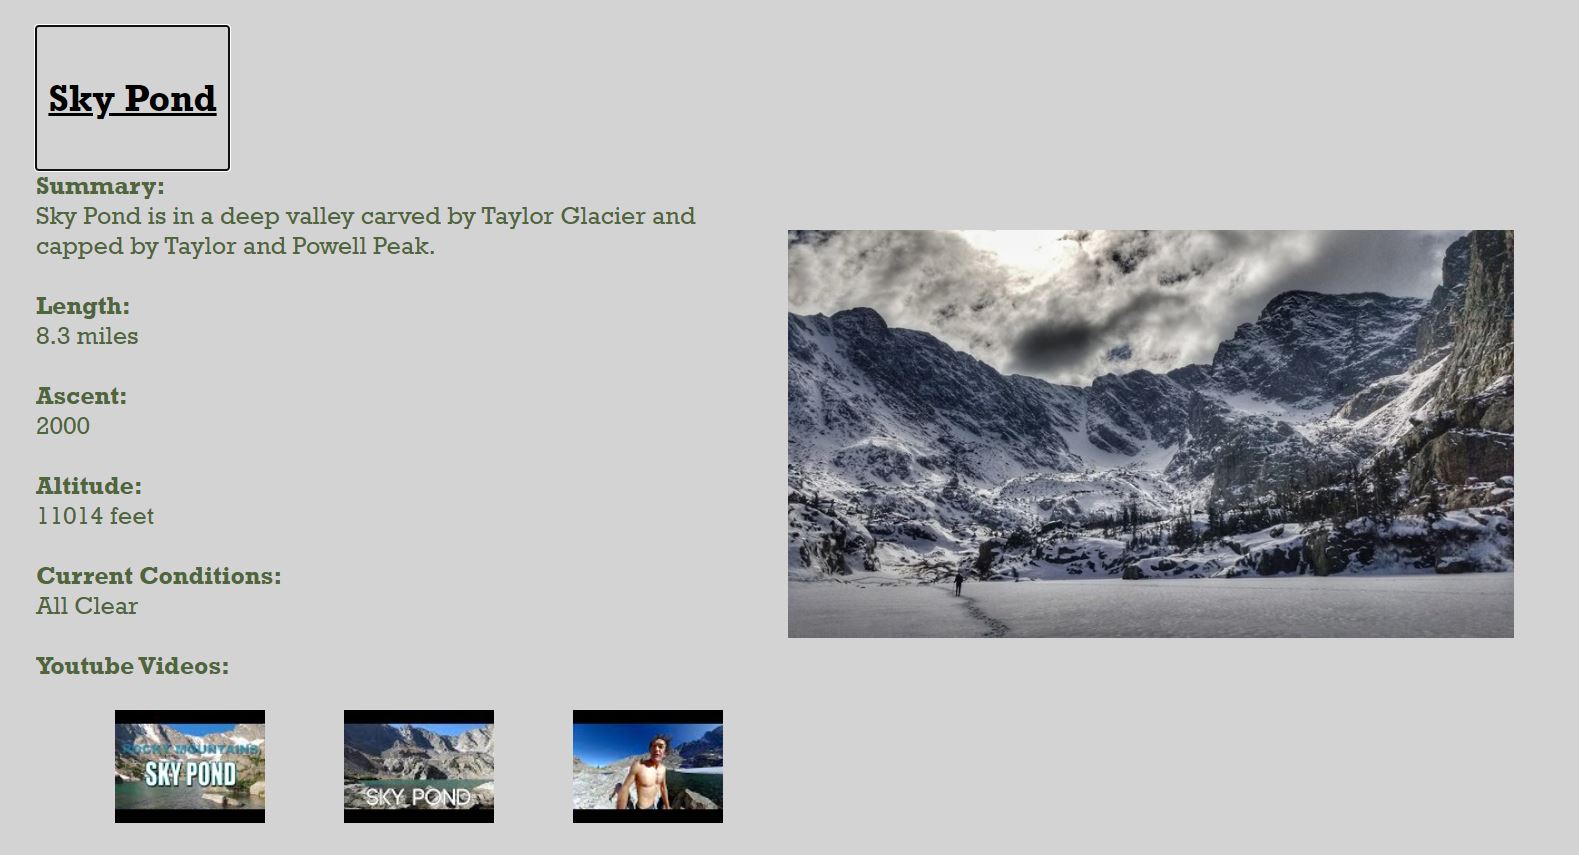 Sky Pond
Summary:
Sky Pond is in a deep valley carved by Taylor Glacier and
capped by Taylor and Powell Peak.
Length:
8.3 miles
Ascent:
2000
Altitude:
11014 feet
Current Conditions:
All Clear
Youtube Videos:
ROCKY MOUNTAINS
SKY POND
SKY POND